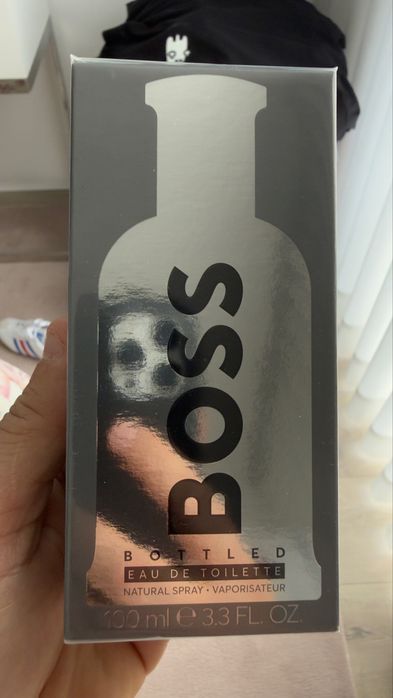 BOSS
BOTTLED
EAU DE TOILETTE
NATURAL SPRAY • VAPORISATEUR
100 ml ℮ 3.3 FL. OZ.